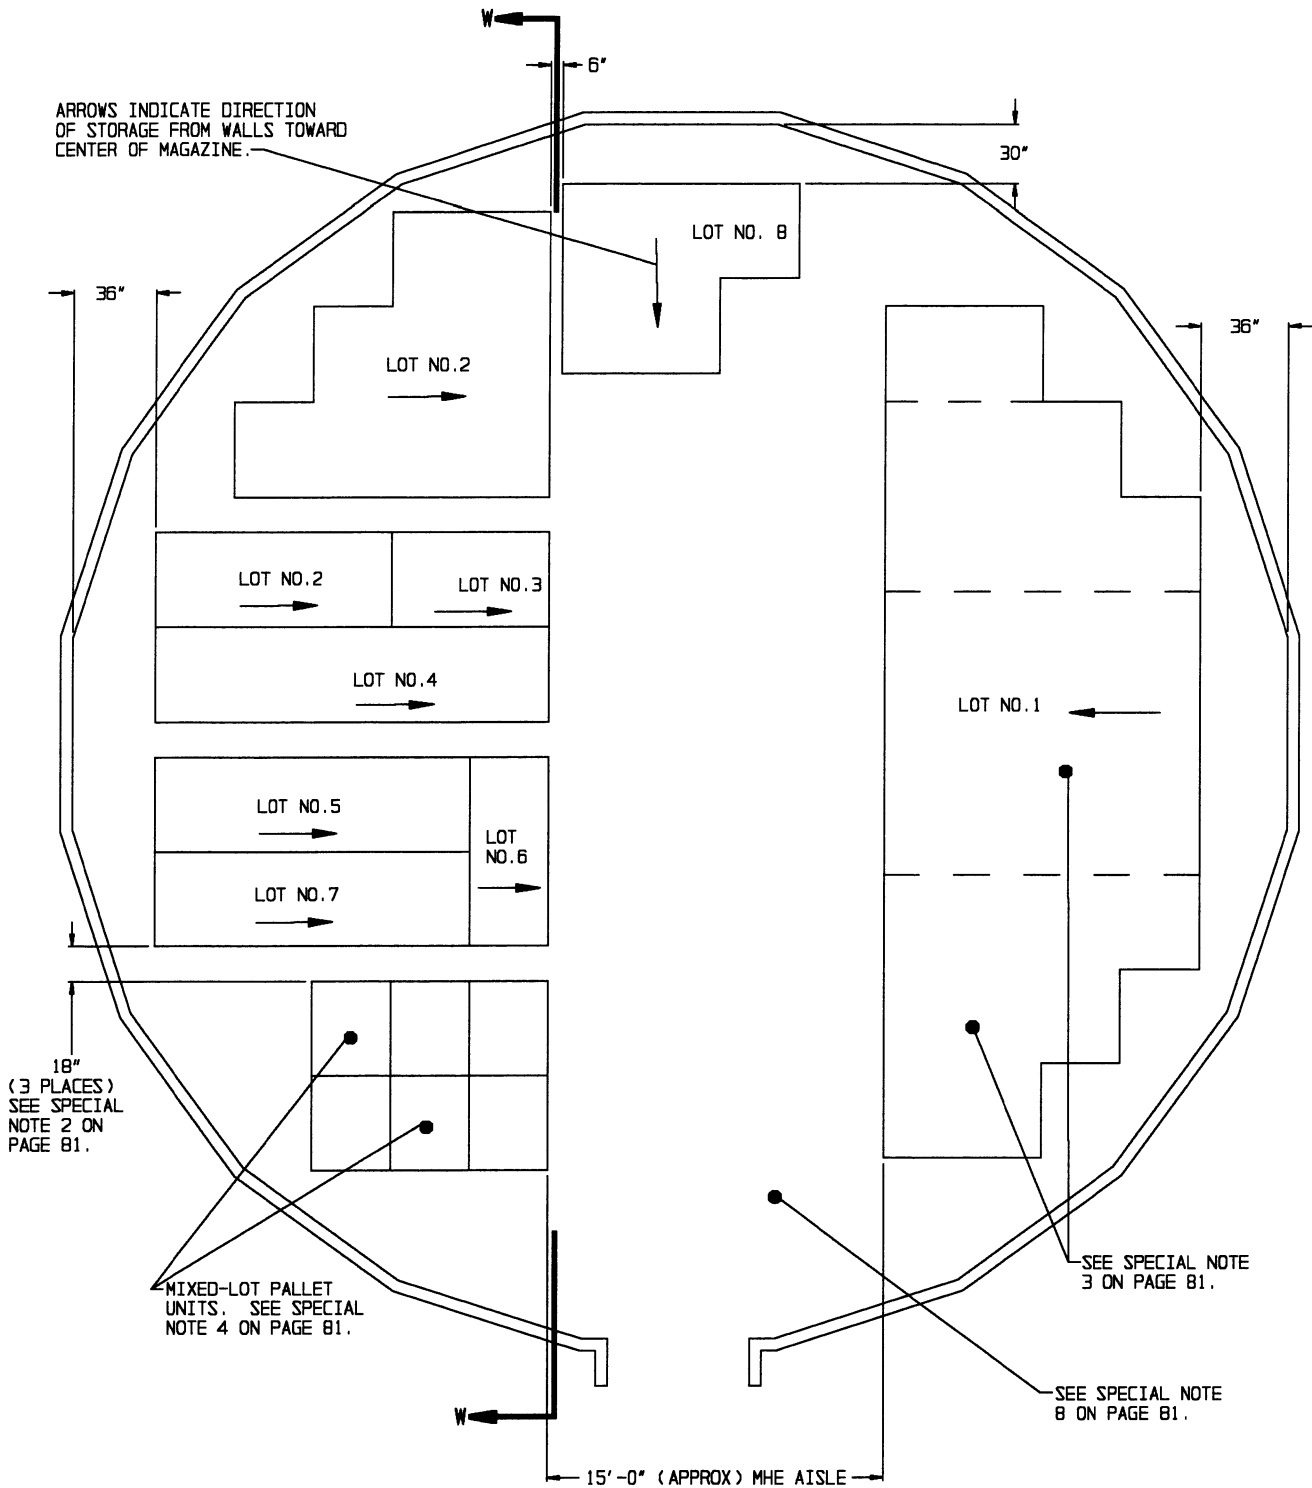 W
6"
ARROWS INDICATE DIRECTION
OF STORAGE FROM WALLS TOWARD
CENTER OF MAGAZINE.
30"
LOT NO. 8
36"
36"
LOT NO.2
LOT NO.2
LOT NO.3
LOT NO.4
LOT NO.1
LOT NO.5
LOT
NO.6
LOT NO.7
18"
(3 PLACES)
SEE SPECIAL
NOTE 2 ON
PAGE 81.
MIXED-LOT PALLET
UNITS. SEE SPECIAL
NOTE 4 ON PAGE 81.
SEE SPECIAL NOTE
3 ON PAGE 81.
SEE SPECIAL NOTE
8 ON PAGE 81.
W
15'-0" (APPROX) MHE AISLE